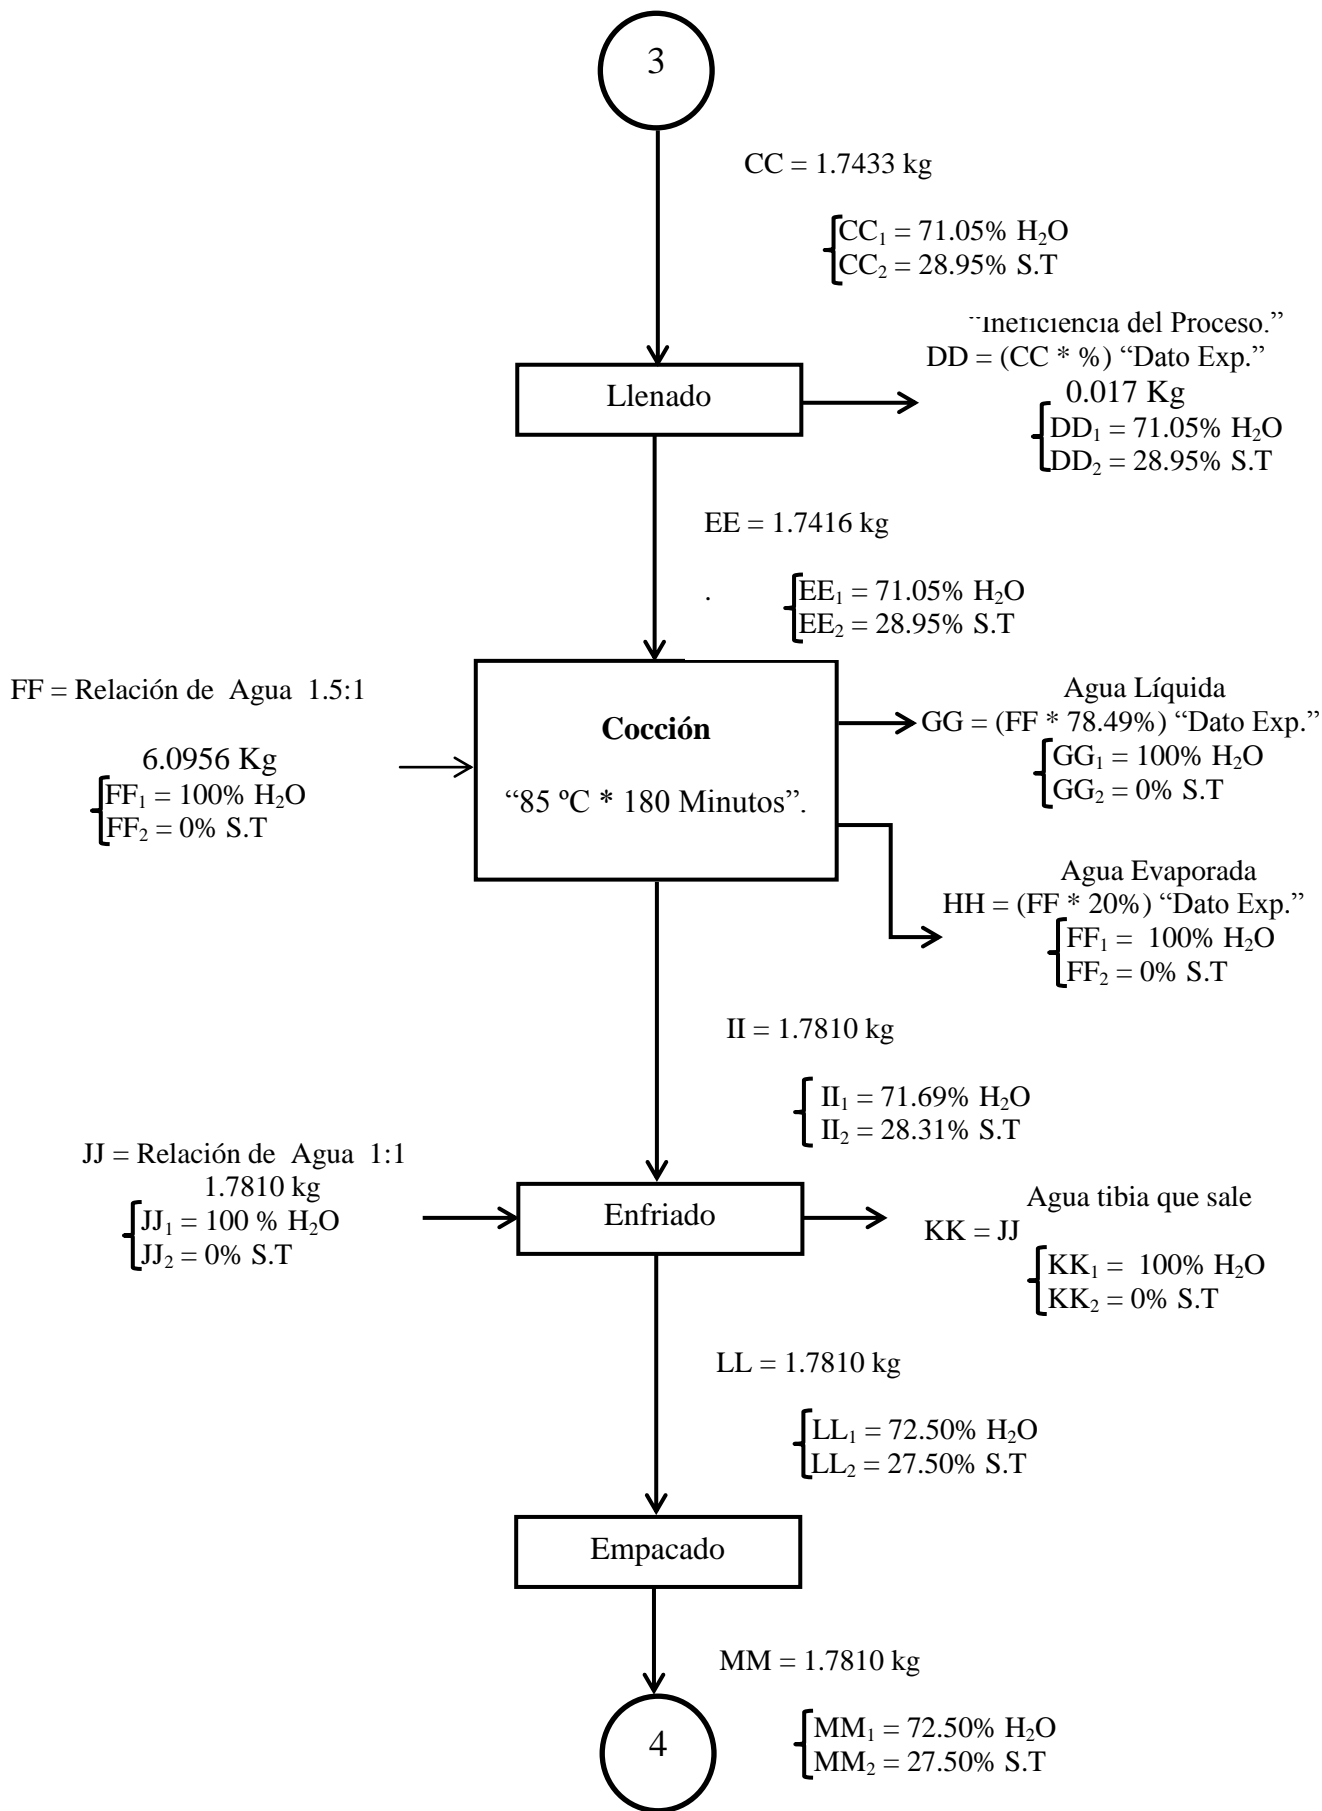 3
CC = 1.7433 kg
CC₁ = 71.05% H₂O
CC₂ = 28.95% S.T
“Ineficiencia del Proceso.”
DD = (CC * %) “Dato Exp.”
0.017 Kg
DD₁ = 71.05% H₂O
DD₂ = 28.95% S.T
Llenado
EE = 1.7416 kg
.
EE₁ = 71.05% H₂O
EE₂ = 28.95% S.T
FF = Relación de Agua 1.5:1
6.0956 Kg
FF₁ = 100% H₂O
FF₂ = 0% S.T
Cocción
“85 ºC * 180 Minutos”.
Agua Líquida
GG = (FF * 78.49%) “Dato Exp.”
GG₁ = 100% H₂O
GG₂ = 0% S.T
Agua Evaporada
HH = (FF * 20%) “Dato Exp.”
FF₁ = 100% H₂O
FF₂ = 0% S.T
II = 1.7810 kg
II₁ = 71.69% H₂O
II₂ = 28.31% S.T
JJ = Relación de Agua 1:1
1.7810 kg
JJ₁ = 100 % H₂O
JJ₂ = 0% S.T
Enfriado
Agua tibia que sale
KK = JJ
KK₁ = 100% H₂O
KK₂ = 0% S.T
LL = 1.7810 kg
LL₁ = 72.50% H₂O
LL₂ = 27.50% S.T
Empacado
MM = 1.7810 kg
MM₁ = 72.50% H₂O
MM₂ = 27.50% S.T
4